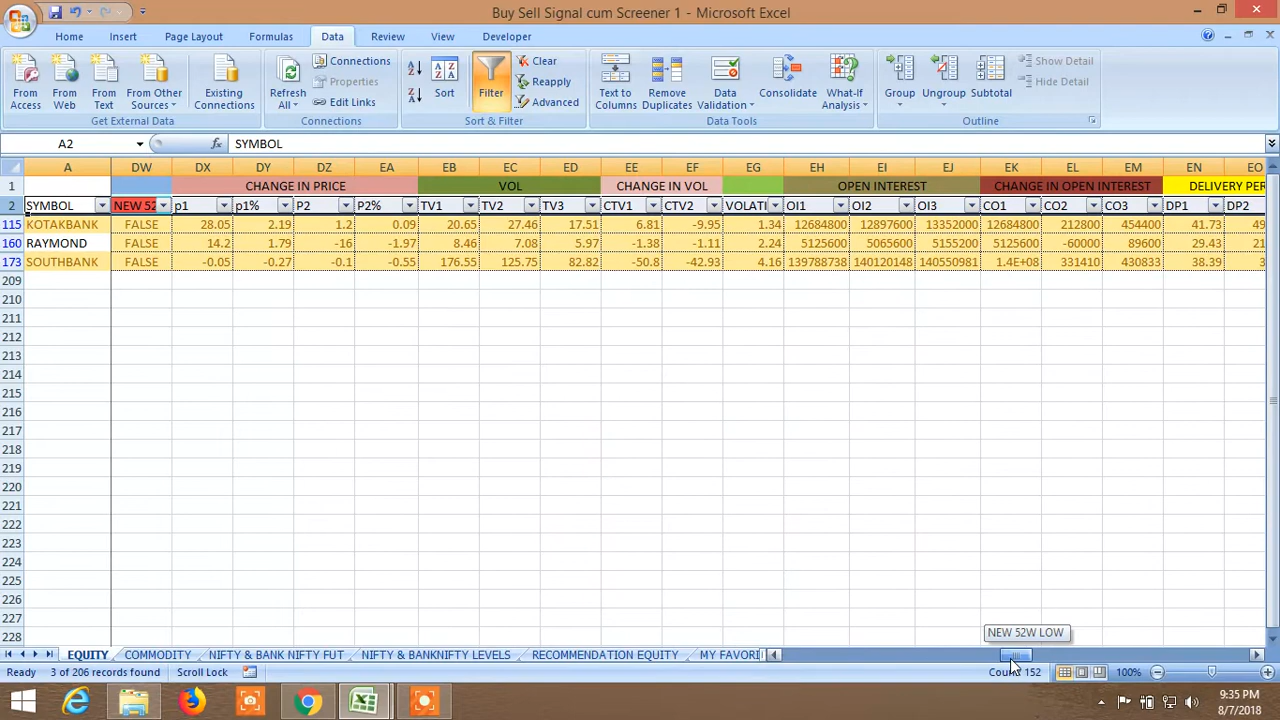 Buy Sell Signal cum Screener 1 - Microsoft Excel
Home Insert Page Layout Formulas Data Review View Developer
From Access From Web From Text From Other Sources Existing Connections Refresh All Connections Properties Edit Links Sort Filter Clear Reapply Advanced Text to Columns Remove Duplicates Data Validation Consolidate What-If Analysis Group Ungroup Subtotal Show Detail Hide Detail
Get External Data Connections Sort & Filter Data Tools Outline
A2 fx SYMBOL
A DW DX DY DZ EA EB EC ED EE EF EG EH EI EJ EK EL EM EN EO
1 CHANGE IN PRICE VOL CHANGE IN VOL OPEN INTEREST CHANGE IN OPEN INTEREST DELIVERY PER
2 SYMBOL NEW 52 p1 p1% P2 P2% TV1 TV2 TV3 CTV1 CTV2 VOLATI OI1 OI2 OI3 CO1 CO2 CO3 DP1 DP2
115 KOTAKBANK FALSE 28.05 2.19 1.2 0.09 20.65 27.46 17.51 6.81 -9.95 1.34 12684800 12897600 13352000 12684800 212800 454400 41.73 49
160 RAYMOND FALSE 14.2 1.79 -16 -1.97 8.46 7.08 5.97 -1.38 -1.11 2.24 5125600 5065600 5155200 5125600 -60000 89600 29.43 21
173 SOUTHBANK FALSE -0.05 -0.27 -0.1 -0.55 176.55 125.75 82.82 -50.8 -42.93 4.16 139788738 140120148 140550981 1.4E+08 331410 430833 38.39 3
209
210
211
212
213
214
215
216
217
218
219
220
221
222
223
224
225
226
227
228
NEW 52W LOW
EQUITY COMMODITY NIFTY & BANK NIFTY FUT NIFTY & BANKNIFTY LEVELS RECOMMENDATION EQUITY MY FAVORI
Ready 3 of 206 records found Scroll Lock Count: 152 100%
9:35 PM
8/7/2018